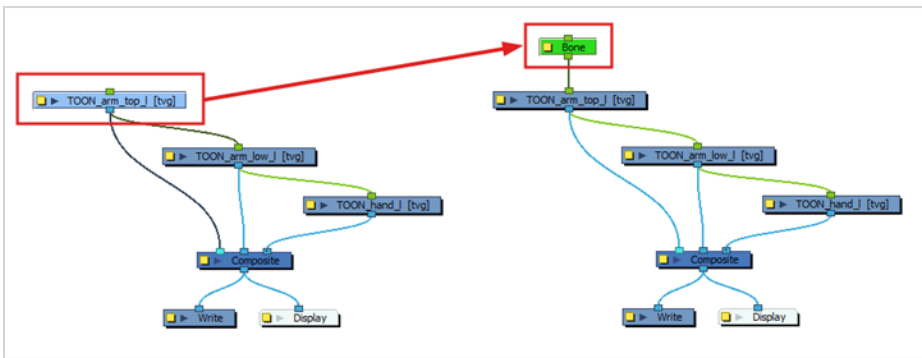 Bone
TOON_arm_top_l [tvg]
TOON_arm_top_l [tvg]
TOON_arm_low_l [tvg]
TOON_arm_low_l [tvg]
TOON_hand_l [tvg]
TOON_hand_l [tvg]
Composite
Composite
Write
Display
Write
Display